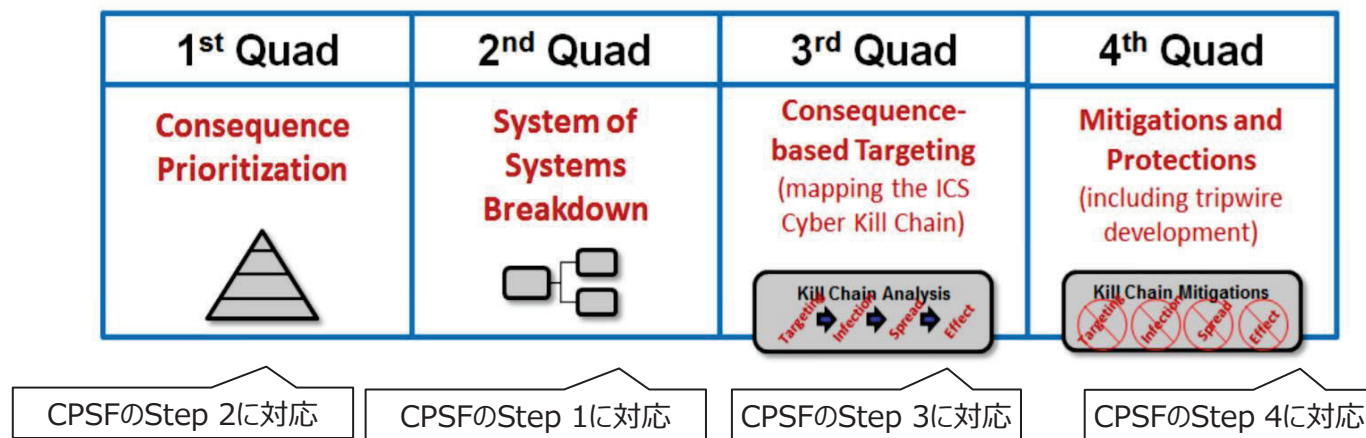 1st Quad
2nd Quad
3rd Quad
4th Quad
Consequence
Prioritization
System of
Systems
Breakdown
Consequence-
based Targeting
(mapping the ICS
Cyber Kill Chain)
Kill Chain Analysis
Targeting
Infection
Spread
Effect
Mitigations and
Protections
(including tripwire
development)
Kill Chain Mitigations
Targeting
Infection
Spread
Effect
CPSFのStep 2に対応
CPSFのStep 1に対応
CPSFのStep 3に対応
CPSFのStep 4に対応